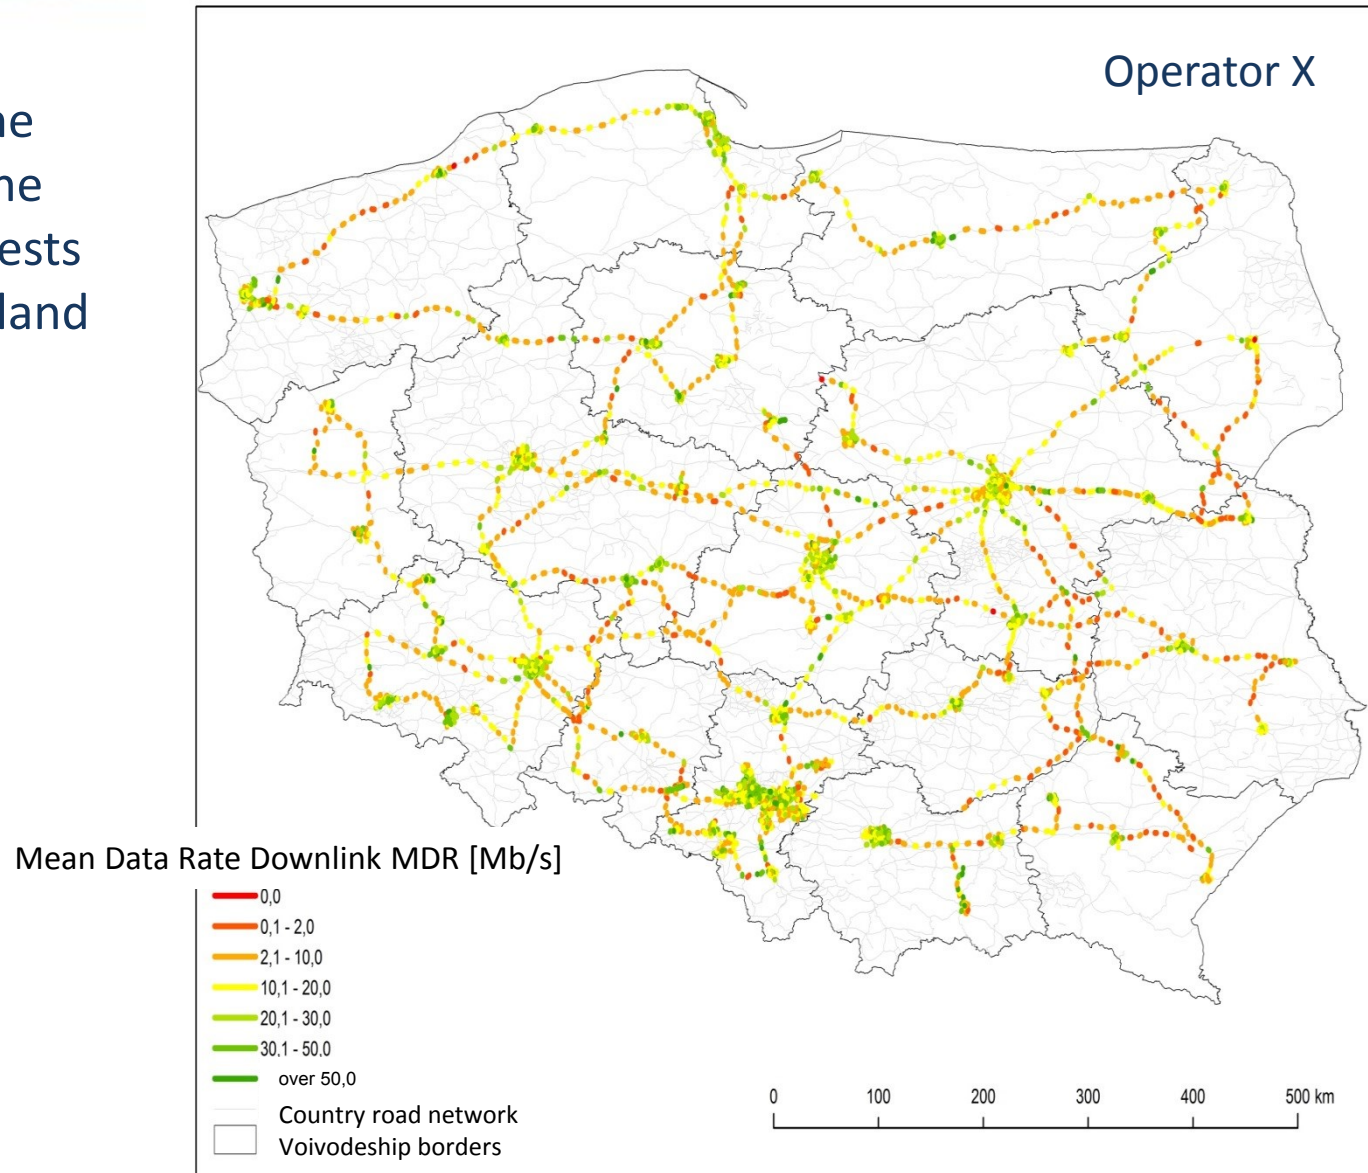 Operator X
ne
ne
ests
land
Mean Data Rate Downlink MDR [Mb/s]
0,0
0,1 - 2,0
2,1 - 10,0
10,1 - 20,0
20,1 - 30,0
30,1 - 50,0
over 50,0
Country road network
Voivodeship borders
0 100 200 300 400 500 km